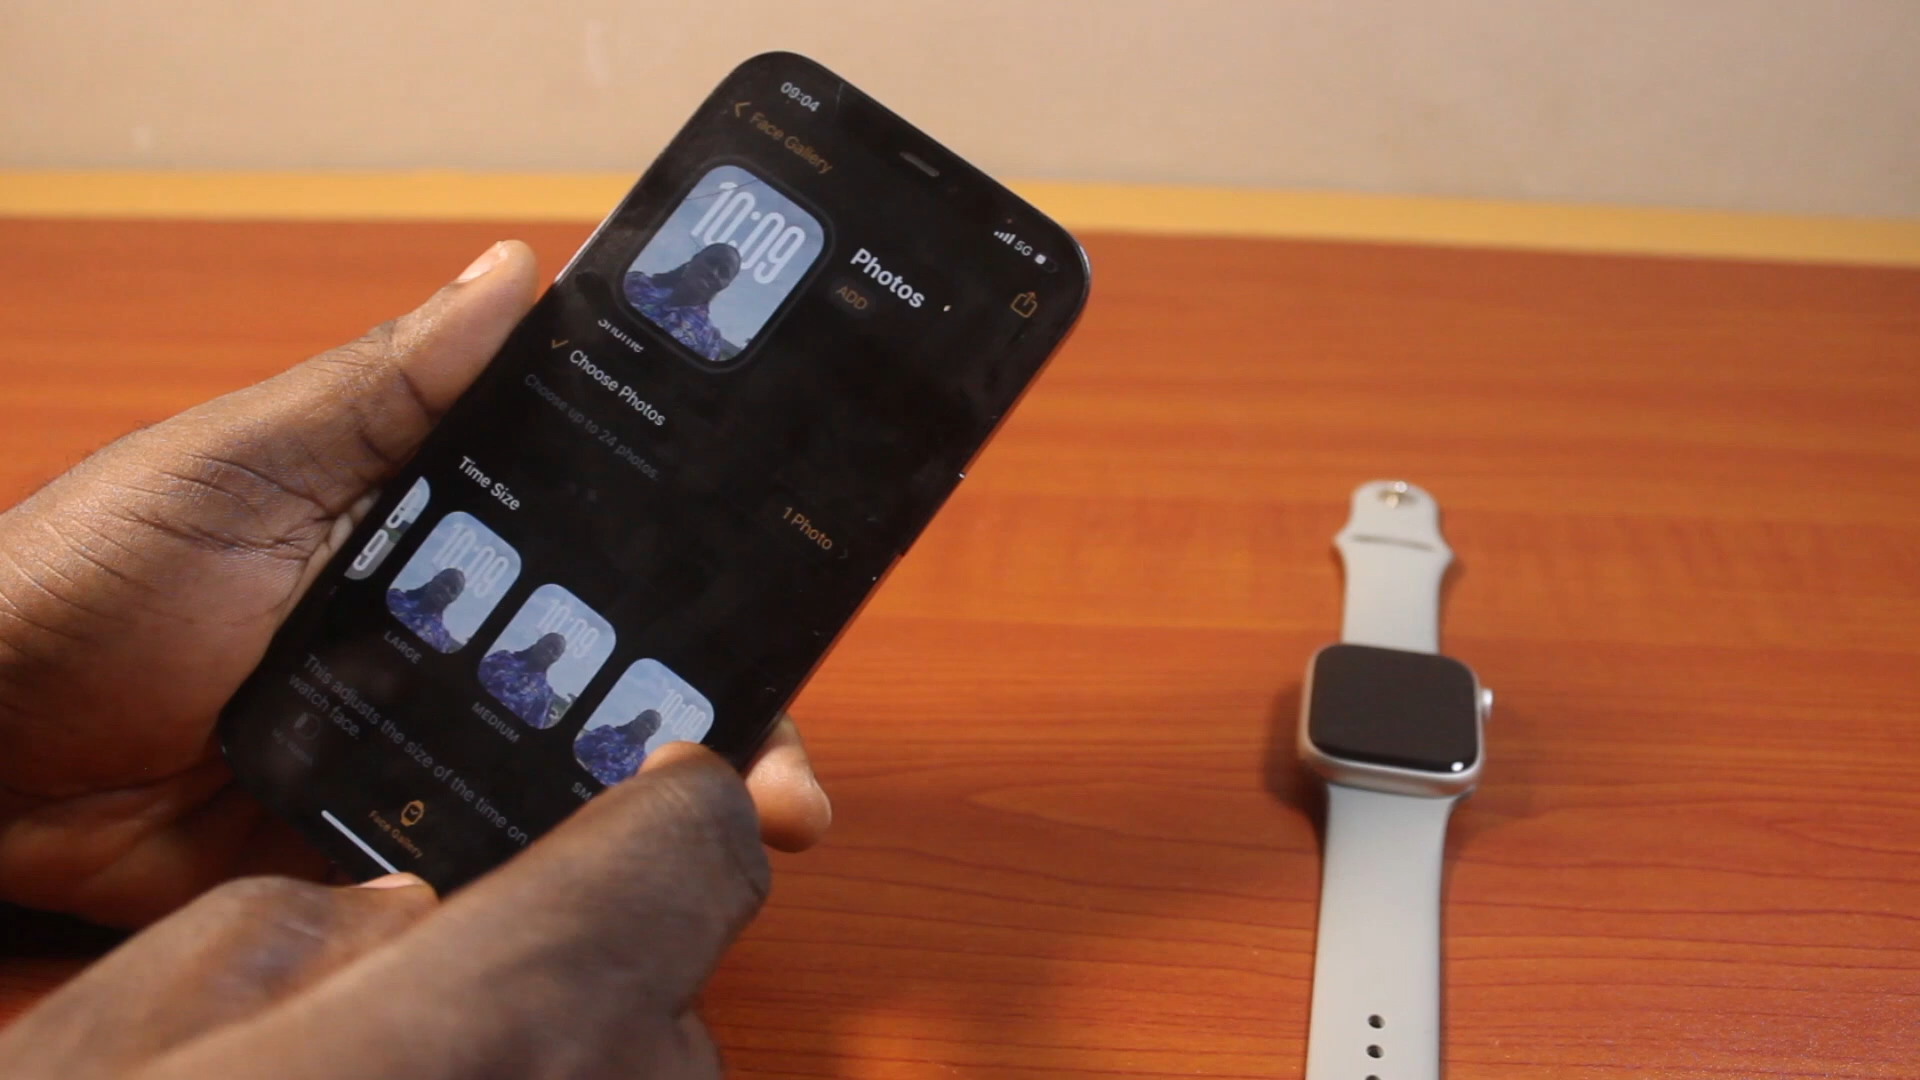 09:04
5G
Face Gallery
10:09
Photos
ADD
Choose Photos
Choose up to 24 photos.
1 Photo
Time Size
10:09
10:09
10:09
LARGE
MEDIUM
This adjusts the size of the time on
watch face.
Face Gallery